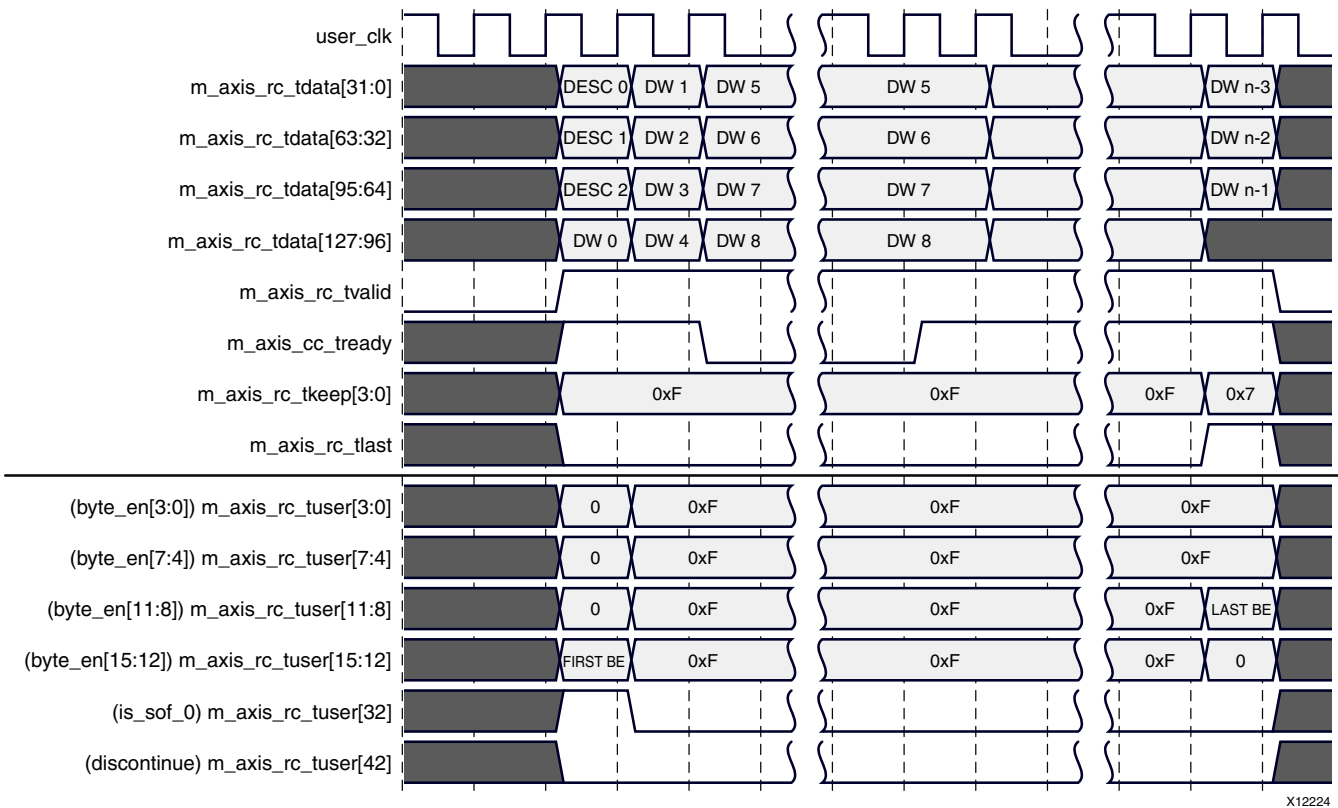 user_clk
m_axis_rc_tdata[31:0] DESC 0 DW 1 DW 5 DW 5 DW n-3
m_axis_rc_tdata[63:32] DESC 1 DW 2 DW 6 DW 6 DW n-2
m_axis_rc_tdata[95:64] DESC 2 DW 3 DW 7 DW 7 DW n-1
m_axis_rc_tdata[127:96] DW 0 DW 4 DW 8 DW 8
m_axis_rc_tvalid
m_axis_cc_tready
m_axis_rc_tkeep[3:0] 0xF 0xF 0xF 0x7
m_axis_rc_tlast
(byte_en[3:0]) m_axis_rc_tuser[3:0] 0 0xF 0xF 0xF
(byte_en[7:4]) m_axis_rc_tuser[7:4] 0 0xF 0xF 0xF
(byte_en[11:8]) m_axis_rc_tuser[11:8] 0 0xF 0xF 0xF LAST BE
(byte_en[15:12]) m_axis_rc_tuser[15:12] FIRST BE 0xF 0xF 0xF 0
(is_sof_0) m_axis_rc_tuser[32]
(discontinue) m_axis_rc_tuser[42]
X12224